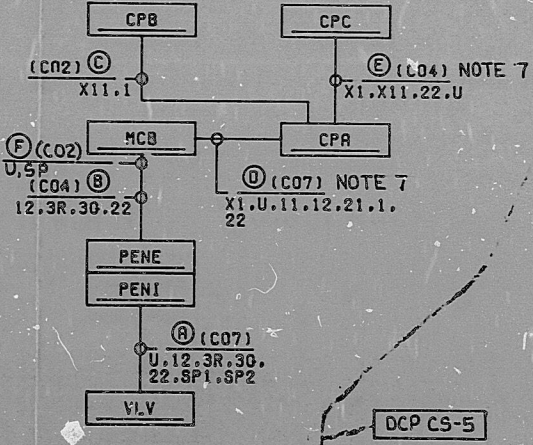 CPB
CPC
(C02) C
X11.1
E (C04) NOTE 7
X1.X11.22.U
F (C02)
U,SP
MCB
CPA
(C04) B
12.3R.30.22
D (C07) NOTE 7
X1.U.11.12.21.1.
22
PENE
PENI
A (C07)
U.12.3R.30.
22.SP1.SP2
VLV
DCP CS-5